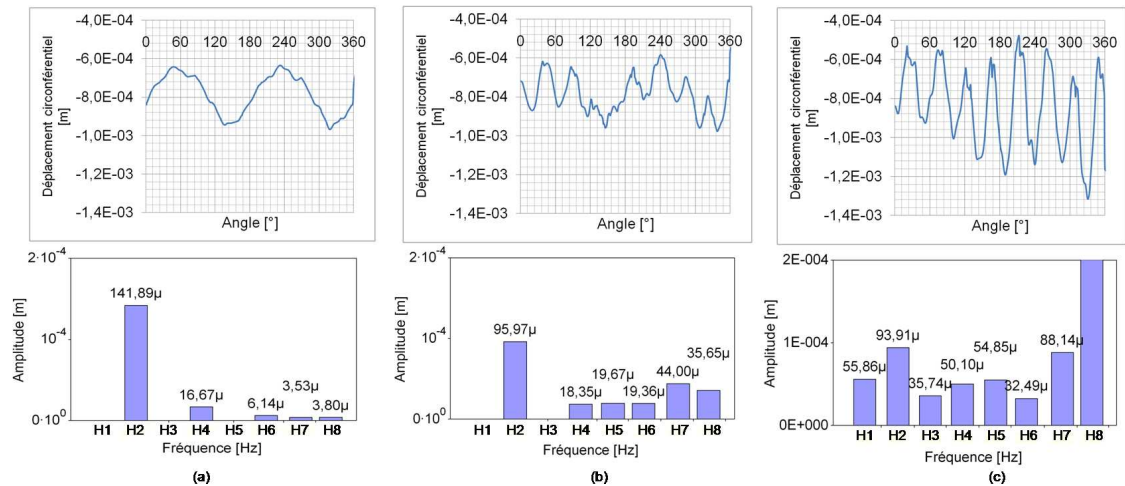 -4,0E-04
0 60 120 180 240 300 360
-6,0E-04
-8,0E-04
-1,0E-03
-1,2E-03
-1,4E-03
Déplacement circonférentiel
[m]
Angle [°]
-4,0E-04
0 60 120 180 240 300 360
-6,0E-04
-8,0E-04
-1,0E-03
-1,2E-03
-1,4E-03
Déplacement circonférentiel
[m]
Angle [°]
-4,0E-04
0 60 120 180 240 300 360
-6,0E-04
-8,0E-04
-1,0E-03
-1,2E-03
-1,4E-03
Déplacement circonférentiel
[m]
Angle [°]
2·10⁻⁴
10⁻⁴
0·10⁰
Amplitude [m]
141,89µ
16,67µ
6,14µ
3,53µ
3,80µ
H1 H2 H3 H4 H5 H6 H7 H8
Fréquence [Hz]
(a)
2·10⁻⁴
10⁻⁴
0·10⁰
Amplitude [m]
95,97µ
18,35µ
19,67µ
19,36µ
44,00µ
35,65µ
H1 H2 H3 H4 H5 H6 H7 H8
Fréquence [Hz]
(b)
2E-004
1E-004
0E+000
Amplitude [m]
55,86µ
93,91µ
35,74µ
50,10µ
54,85µ
32,49µ
88,14µ
H1 H2 H3 H4 H5 H6 H7 H8
Fréquence [Hz]
(c)